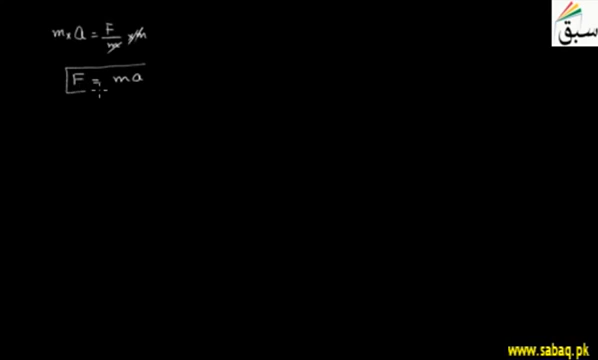 m × a = F/m × m
F = ma
سبق
www.sabaq.pk